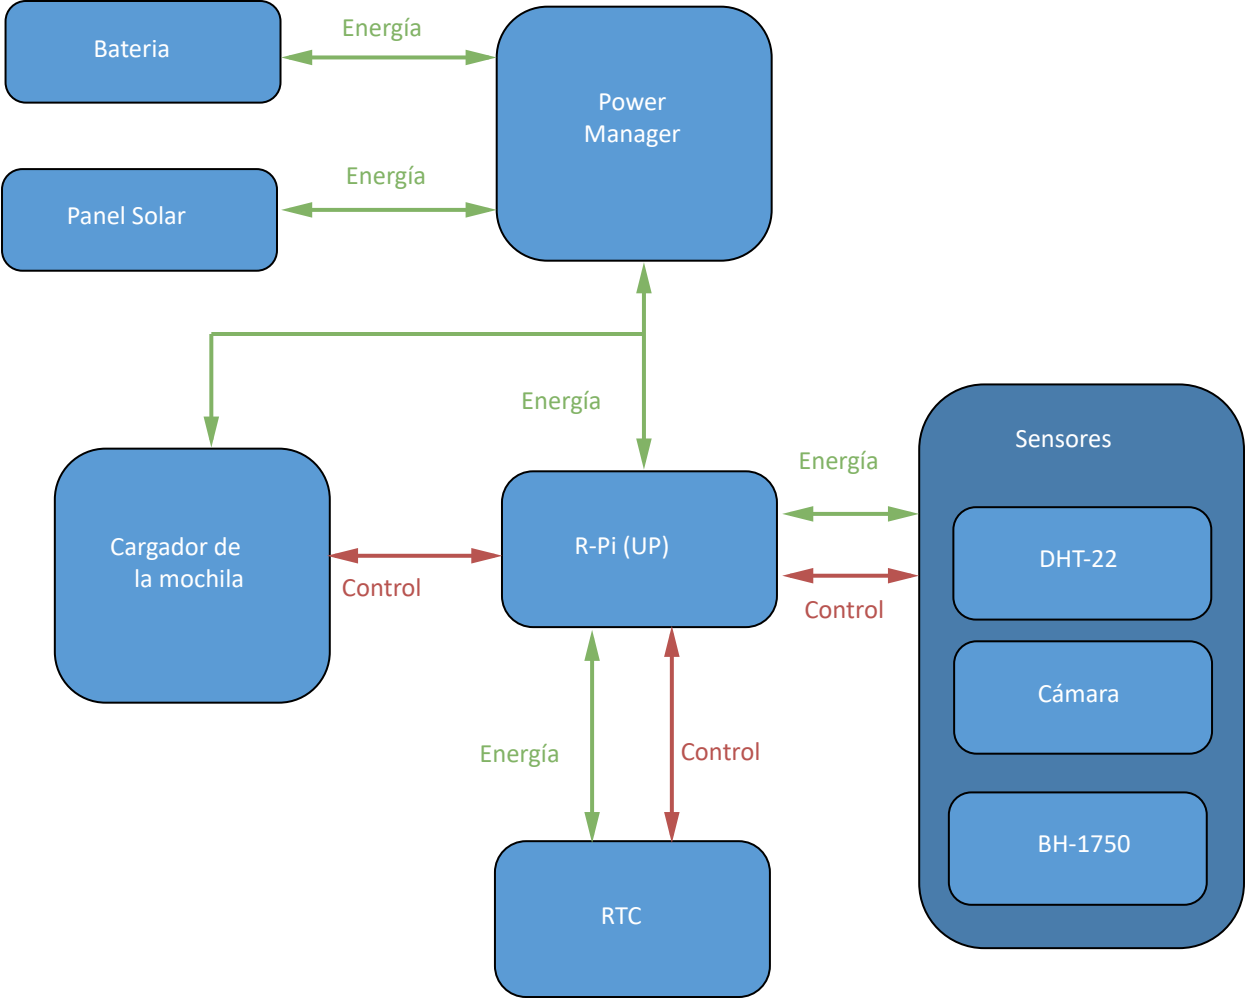 Bateria
Energía
Power
Manager
Energía
Panel Solar
Energía
Sensores
Energía
Cargador de
la mochila
R-Pi (UP)
DHT-22
Control
Control
Cámara
Energía
Control
BH-1750
RTC